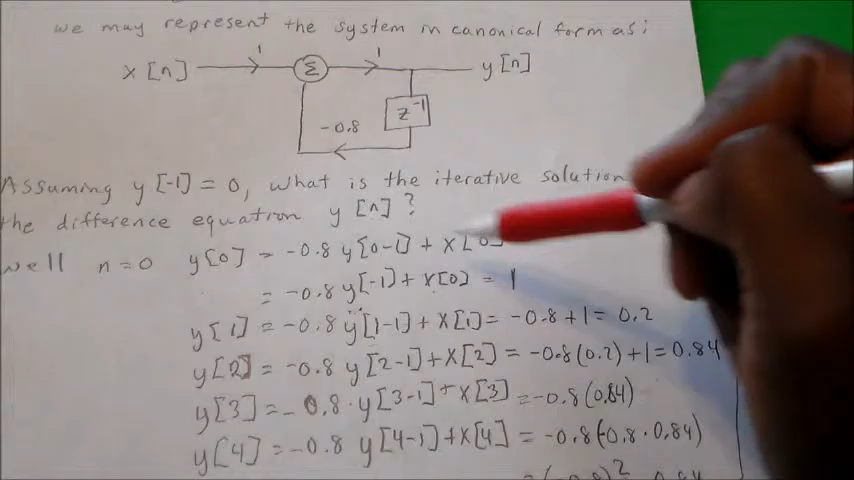 we may represent the system in canonical form as:
1 1
x[n] Σ y[n]
z⁻¹
-0.8
Assuming y[-1] = 0, what is the iterative solution
the difference equation y[n]?
well n=0 y[0] = -0.8 y[0-1] + x[0]
= -0.8 y[-1] + x[0] = 1
y[1] = -0.8 y[1-1] + x[1] = -0.8 + 1 = 0.2
y[2] = -0.8 y[2-1] + x[2] = -0.8(0.2) + 1 = 0.84
y[3] = -0.8 · y[3-1] + x[3] = -0.8(0.84)
y[4] = -0.8 y[4-1] + x[4] = -0.8(-0.8 · 0.84)